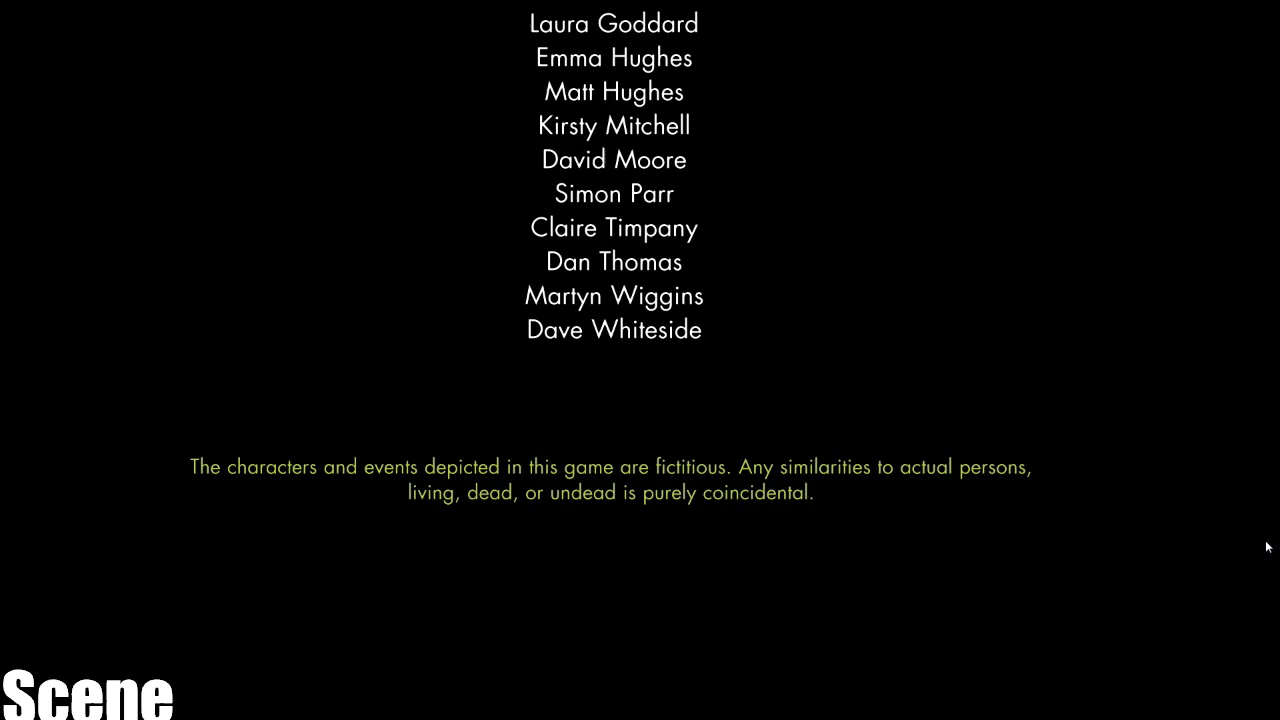 Laura Goddard
Emma Hughes
Matt Hughes
Kirsty Mitchell
David Moore
Simon Parr
Claire Timpany
Dan Thomas
Martyn Wiggins
Dave Whiteside
The characters and events depicted in this game are fictitious. Any similarities to actual persons,
living, dead, or undead is purely coincidental.
Scene